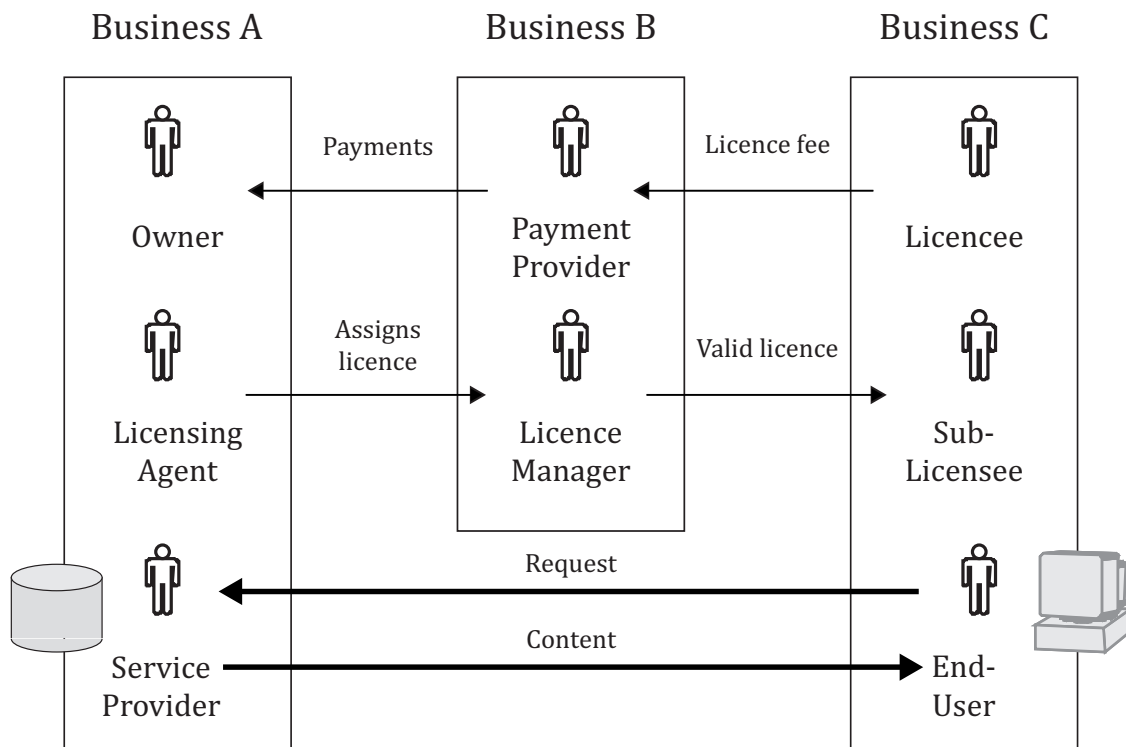 Business A
Business B
Business C
Payments
Licence fee
Owner
Payment
Provider
Licencee
Assigns
licence
Valid licence
Licensing
Agent
Licence
Manager
Sub-
Licensee
Request
Content
Service
Provider
End-
User